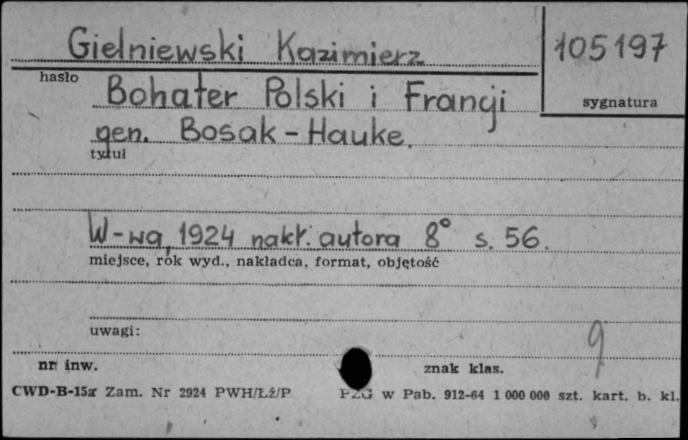 Gielniewski Kazimierz
105197
hasło
Bohater Polski i Francji
sygnatura
gen. Bosak-Hauke.
tytuł
W-wa, 1924 nakł. autora 8° s. 56.
miejsce, rok wyd., nakładca, format, objętość
uwagi:
9
nr inw.
znak klas.
CWD-B-15a Zam. Nr 2924 PWH/Łź/P
PZG w Pab. 912-64 1 000 000 szt. kart. b. kl.